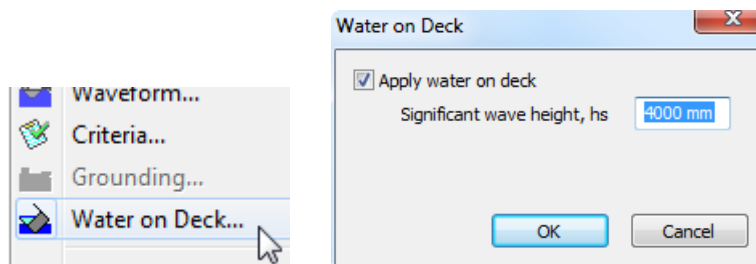 Waveform...
Criteria...
Grounding...
Water on Deck...
Water on Deck
Apply water on deck
Significant wave height, hs 4000 mm
OK Cancel